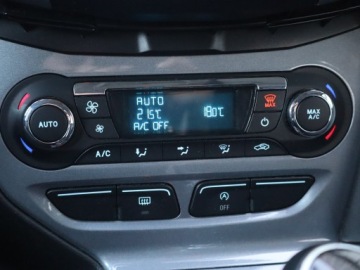 AUTO
21.5°C 18.0°C
A/C OFF
MAX
AUTO
MAX
A/C
A/C
OFF